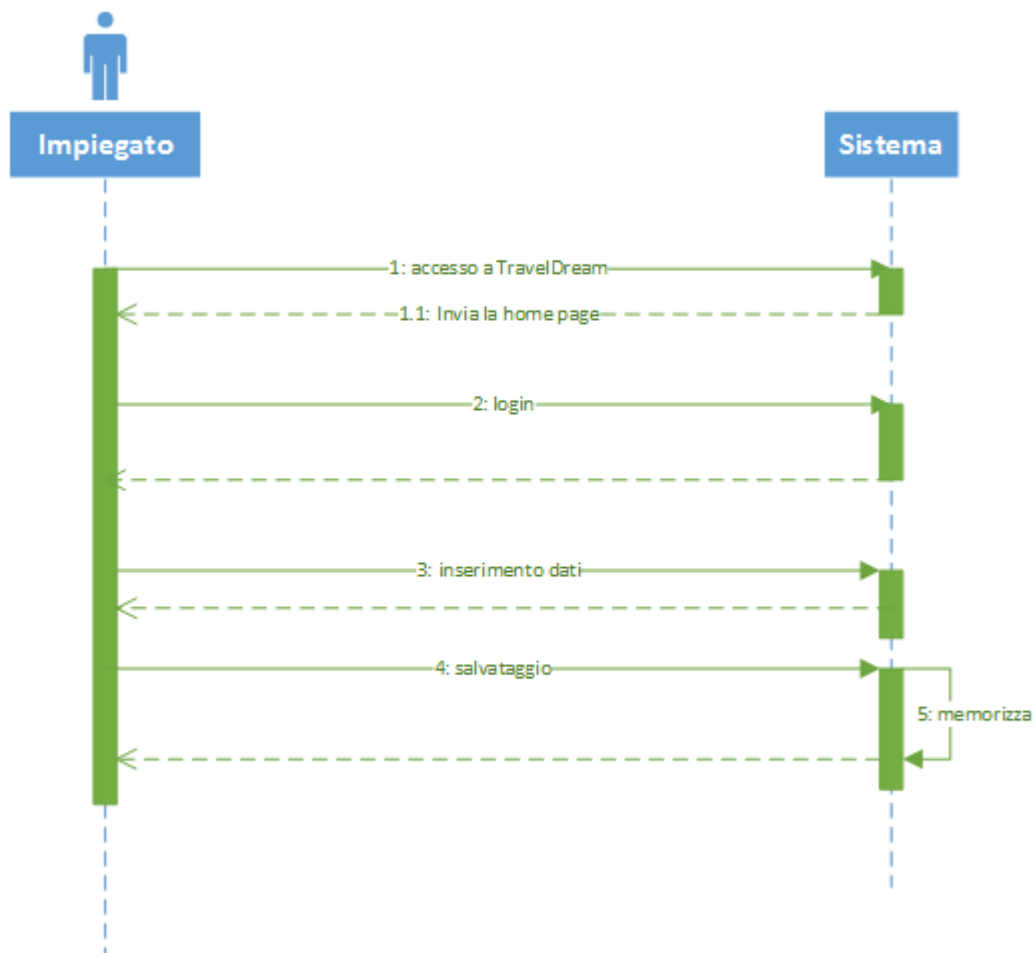 Impiegato
Sistema
1: accesso a TravelDream
1.1: Invia la home page
2: login
3: inserimento dati
4: salvataggio
5: memorizza